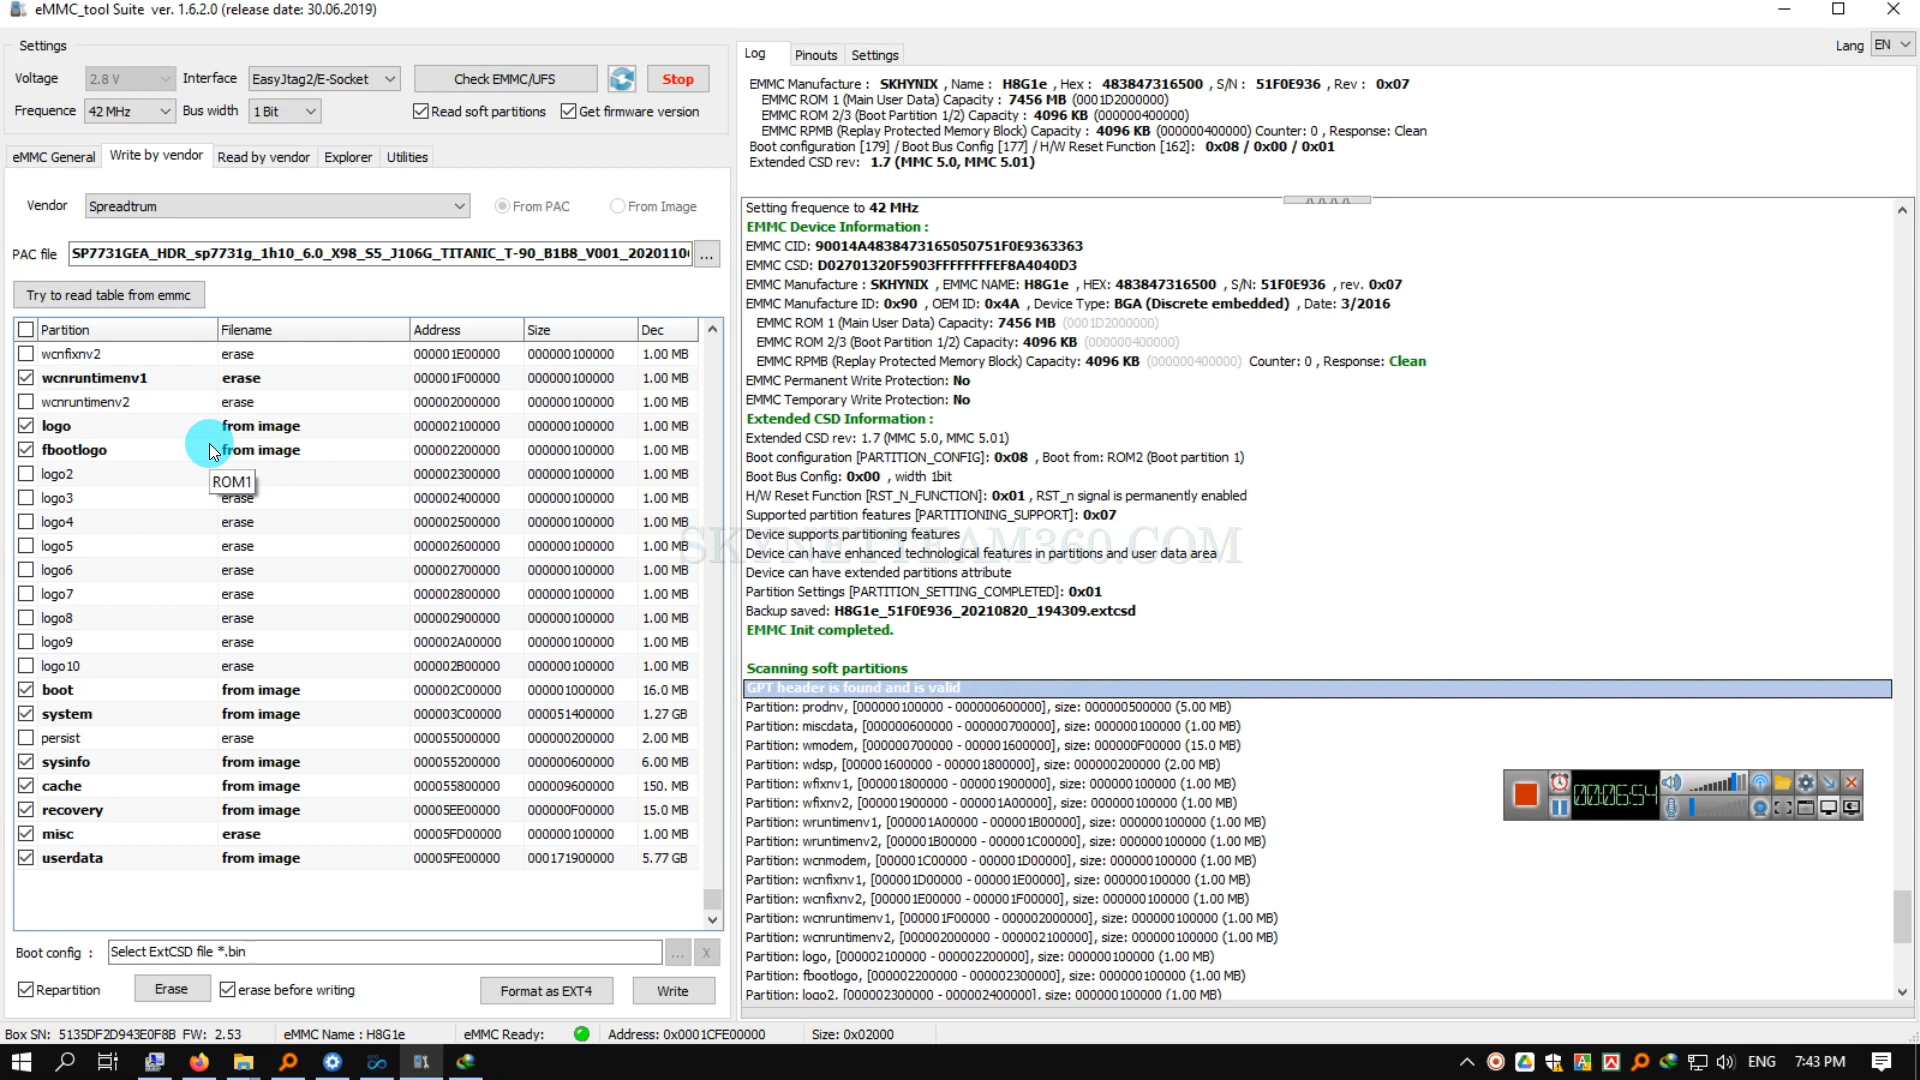 eMMC_tool Suite ver. 1.6.2.0 (release date: 30.06.2019)
Settings
Voltage 2.8 V Interface EasyJtag2/E-Socket Check EMMC/UFS Stop
Frequence 42 MHz Bus width 1 Bit Read soft partitions Get firmware version
eMMC General Write by vendor Read by vendor Explorer Utilities
Vendor Spreadtrum From PAC From Image
PAC file SP7731GEA_HDR_sp7731g_1h10_6.0_X98_S5_J106G_TITANIC_T-90_B1B8_V001_2020110 ...
Try to read table from emmc
Partition Filename Address Size Dec
wcnfixnv2 erase 000001E00000 000000100000 1.00 MB
wcnruntimenv1 erase 000001F00000 000000100000 1.00 MB
wcnruntimenv2 erase 000002000000 000000100000 1.00 MB
logo from image 000002100000 000000100000 1.00 MB
fbootlogo from image 000002200000 000000100000 1.00 MB
logo2 000002300000 000000100000 1.00 MB
ROM1
logo3 erase 000002400000 000000100000 1.00 MB
logo4 erase 000002500000 000000100000 1.00 MB
logo5 erase 000002600000 000000100000 1.00 MB
logo6 erase 000002700000 000000100000 1.00 MB
logo7 erase 000002800000 000000100000 1.00 MB
logo8 erase 000002900000 000000100000 1.00 MB
logo9 erase 000002A00000 000000100000 1.00 MB
logo10 erase 000002B00000 000000100000 1.00 MB
boot from image 000002C00000 000001000000 16.0 MB
system from image 000003C00000 000051400000 1.27 GB
persist erase 000055000000 000000200000 2.00 MB
sysinfo from image 000055200000 000000600000 6.00 MB
cache from image 000055800000 000009600000 150. MB
recovery from image 00005EE00000 000000F00000 15.0 MB
misc erase 00005FD00000 000000100000 1.00 MB
userdata from image 00005FE00000 000171900000 5.77 GB
Boot config : Select ExtCSD file *.bin ... X
Repartition Erase erase before writing Format as EXT4 Write
Log Pinouts Settings Lang EN
EMMC Manufacture : SKHYNIX , Name : H8G1e , Hex : 483847316500 , S/N : 51F0E936 , Rev : 0x07
EMMC ROM 1 (Main User Data) Capacity : 7456 MB (0001D2000000)
EMMC ROM 2/3 (Boot Partition 1/2) Capacity : 4096 KB (000000400000)
EMMC RPMB (Replay Protected Memory Block) Capacity : 4096 KB (000000400000) Counter: 0 , Response: Clean
Boot configuration [179] / Boot Bus Config [177] / H/W Reset Function [162]: 0x08 / 0x00 / 0x01
Extended CSD rev: 1.7 (MMC 5.0, MMC 5.01)
Setting frequence to 42 MHz
EMMC Device Information :
EMMC CID: 90014A4838473165050751F0E9363363
EMMC CSD: D02701320F5903FFFFFFFFEF8A4040D3
EMMC Manufacture : SKHYNIX , EMMC NAME: H8G1e , HEX: 483847316500 , S/N: 51F0E936 , rev. 0x07
EMMC Manufacture ID: 0x90 , OEM ID: 0x4A , Device Type: BGA (Discrete embedded) , Date: 3/2016
EMMC ROM 1 (Main User Data) Capacity: 7456 MB (0001D2000000)
EMMC ROM 2/3 (Boot Partition 1/2) Capacity: 4096 KB (000000400000)
EMMC RPMB (Replay Protected Memory Block) Capacity: 4096 KB (000000400000) Counter: 0 , Response: Clean
EMMC Permanent Write Protection: No
EMMC Temporary Write Protection: No
Extended CSD Information :
Extended CSD rev: 1.7 (MMC 5.0, MMC 5.01)
Boot configuration [PARTITION_CONFIG]: 0x08 , Boot from: ROM2 (Boot partition 1)
Boot Bus Config: 0x00 , width 1bit
H/W Reset Function [RST_N_FUNCTION]: 0x01 , RST_n signal is permanently enabled
Supported partition features [PARTITIONING_SUPPORT]: 0x07
Device supports partitioning features
SKYNETTEAM360.COM
Device can have enhanced technological features in partitions and user data area
Device can have extended partitions attribute
Partition Settings [PARTITION_SETTING_COMPLETED]: 0x01
Backup saved: H8G1e_51F0E936_20210820_194309.extcsd
EMMC Init completed.
Scanning soft partitions
GPT header is found and is valid
Partition: prodnv, [000000100000 - 000000600000], size: 000000500000 (5.00 MB)
Partition: miscdata, [000000600000 - 000000700000], size: 000000100000 (1.00 MB)
Partition: wmodem, [000000700000 - 000001600000], size: 000000F00000 (15.0 MB)
Partition: wdsp, [000001600000 - 000001800000], size: 000000200000 (2.00 MB)
Partition: wfixnv1, [000001800000 - 000001900000], size: 000000100000 (1.00 MB)
Partition: wfixnv2, [000001900000 - 000001A00000], size: 000000100000 (1.00 MB)
Partition: wruntimenv1, [000001A00000 - 000001B00000], size: 000000100000 (1.00 MB)
Partition: wruntimenv2, [000001B00000 - 000001C00000], size: 000000100000 (1.00 MB)
Partition: wcnmodem, [000001C00000 - 000001D00000], size: 000000100000 (1.00 MB)
Partition: wcnfixnv1, [000001D00000 - 000001E00000], size: 000000100000 (1.00 MB)
Partition: wcnfixnv2, [000001E00000 - 000001F00000], size: 000000100000 (1.00 MB)
Partition: wcnruntimenv1, [000001F00000 - 000002000000], size: 000000100000 (1.00 MB)
Partition: wcnruntimenv2, [000002000000 - 000002100000], size: 000000100000 (1.00 MB)
Partition: logo, [000002100000 - 000002200000], size: 000000100000 (1.00 MB)
Partition: fbootlogo, [000002200000 - 000002300000], size: 000000100000 (1.00 MB)
Partition: logo2, [000002300000 - 000002400000], size: 000000100000 (1.00 MB)
00:06:54
Box SN: 5135DF2D943E0F8B FW: 2.53 eMMC Name : H8G1e eMMC Ready: Address: 0x0001CFE00000 Size: 0x02000
ENG 7:43 PM